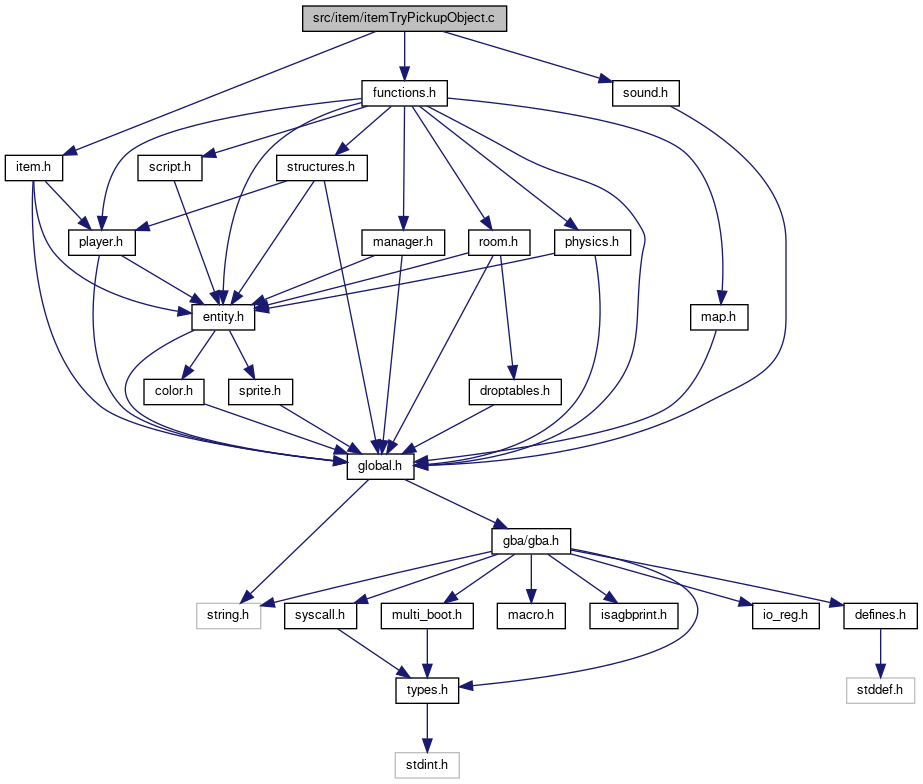 src/item/itemTryPickupObject.c
functions.h
sound.h
item.h
script.h
structures.h
player.h
manager.h
room.h
physics.h
entity.h
map.h
color.h
sprite.h
droptables.h
global.h
gba/gba.h
string.h
syscall.h
multi_boot.h
macro.h
isagbprint.h
io_reg.h
defines.h
types.h
stddef.h
stdint.h